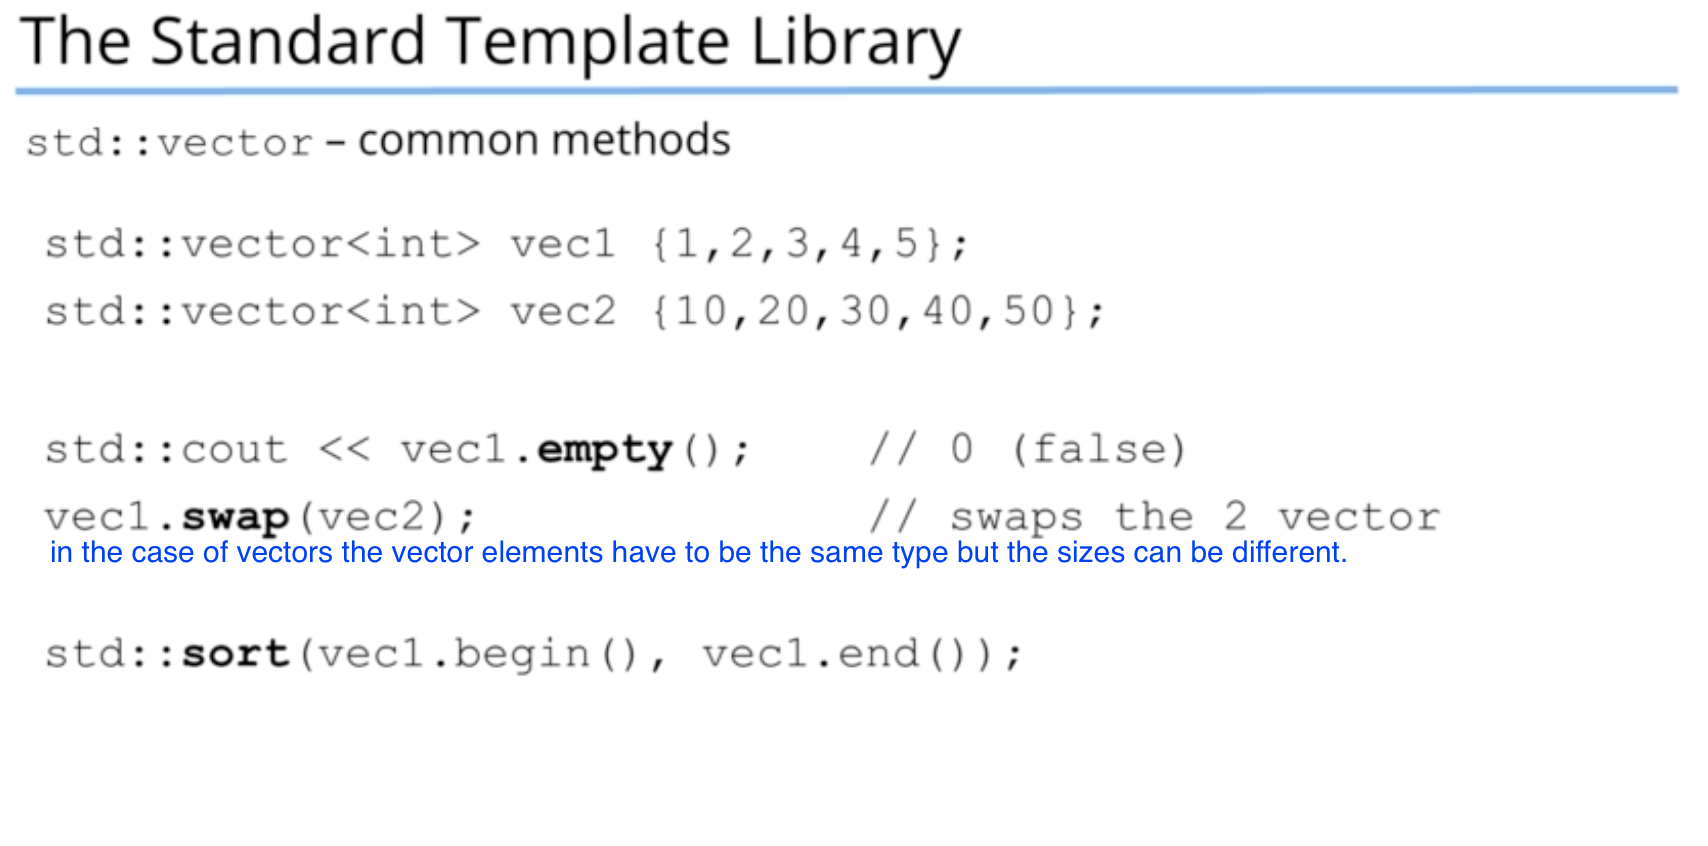 The Standard Template Library
std::vector – common methods
std::vector<int> vec1 {1,2,3,4,5};
std::vector<int> vec2 {10,20,30,40,50};
std::cout << vec1.empty();    // 0 (false)
vec1.swap(vec2);              // swaps the 2 vector
in the case of vectors the vector elements have to be the same type but the sizes can be different.
std::sort(vec1.begin(), vec1.end());